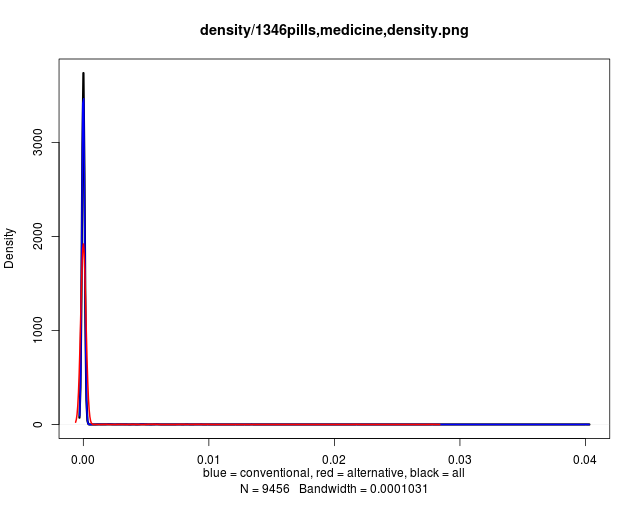 density/1346pills,medicine,density.png
Density
3000
2000
1000
0
0.00 0.01 0.02 0.03 0.04
blue = conventional, red = alternative, black = all
N = 9456 Bandwidth = 0.0001031